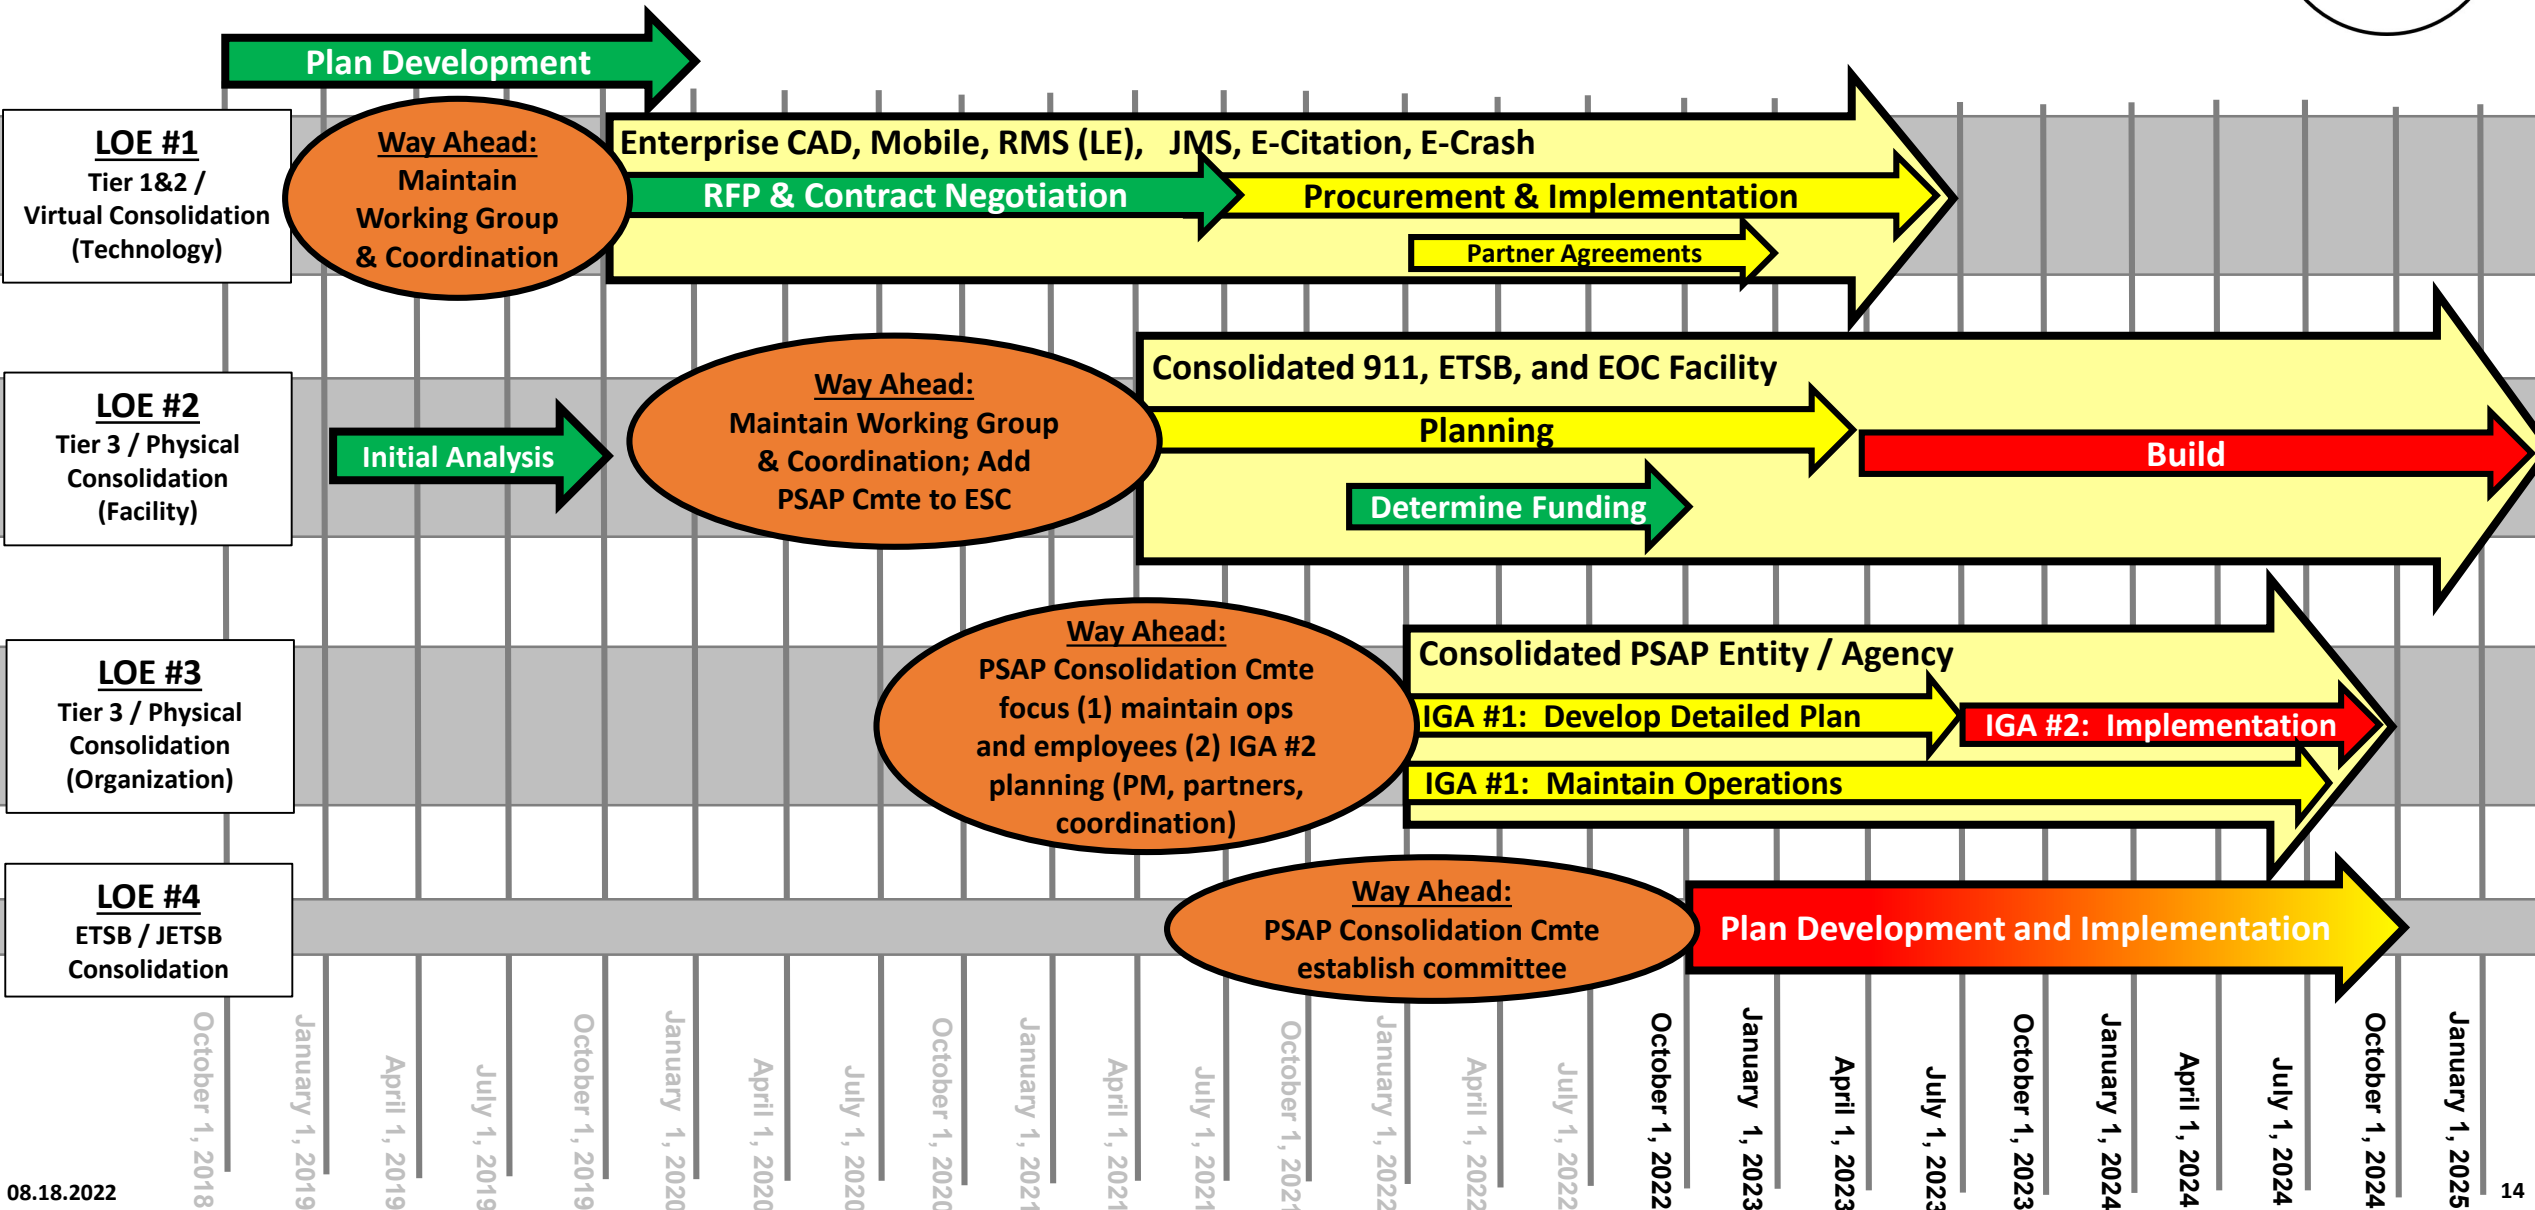 Plan Development
LOE #1
Tier 1&2 /
Virtual Consolidation
(Technology)
Way Ahead:
Maintain
Working Group
& Coordination
Enterprise CAD, Mobile, RMS (LE), JMS, E-Citation, E-Crash
RFP & Contract Negotiation
Procurement & Implementation
Partner Agreements
LOE #2
Tier 3 / Physical
Consolidation
(Facility)
Initial Analysis
Way Ahead:
Maintain Working Group
& Coordination; Add
PSAP Cmte to ESC
Consolidated 911, ETSB, and EOC Facility
Planning
Build
Determine Funding
LOE #3
Tier 3 / Physical
Consolidation
(Organization)
Way Ahead:
PSAP Consolidation Cmte
focus (1) maintain ops
and employees (2) IGA #2
planning (PM, partners,
coordination)
Consolidated PSAP Entity / Agency
IGA #1: Develop Detailed Plan
IGA #2: Implementation
IGA #1: Maintain Operations
LOE #4
ETSB / JETSB
Consolidation
Way Ahead:
PSAP Consolidation Cmte
establish committee
Plan Development and Implementation
October 1, 2018
January 1, 2019
April 1, 2019
July 1, 2019
October 1, 2019
January 1, 2020
April 1, 2020
July 1, 2020
October 1, 2020
January 1, 2021
April 1, 2021
July 1, 2021
October 1, 2021
January 1, 2022
April 1, 2022
July 1, 2022
October 1, 2022
January 1, 2023
April 1, 2023
July 1, 2023
October 1, 2023
January 1, 2024
April 1, 2024
July 1, 2024
October 1, 2024
January 1, 2025
08.18.2022
14